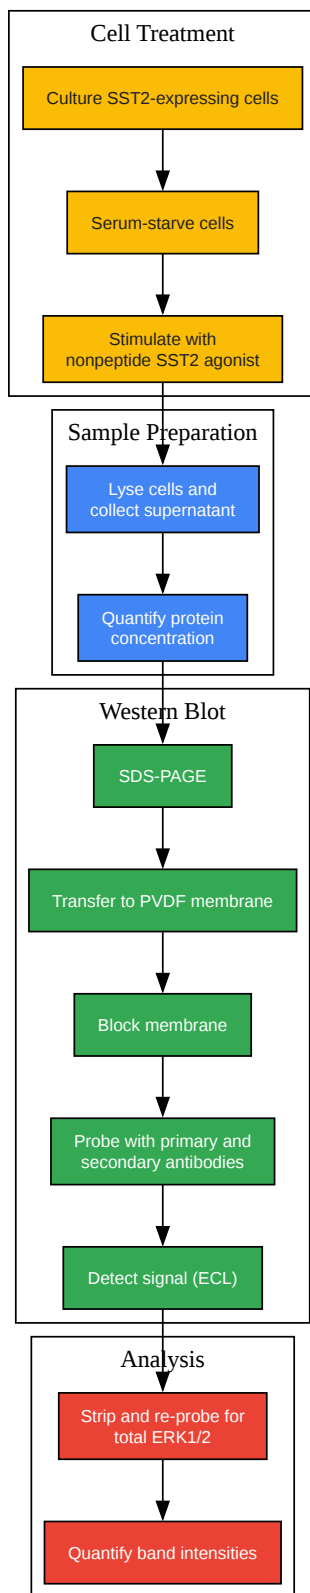 Cell Treatment
Culture SST2-expressing cells
Serum-starve cells
Stimulate with
nonpeptide SST2 agonist
Sample Preparation
Lyse cells and
collect supernatant
Quantify protein
concentration
Western Blot
SDS-PAGE
Transfer to PVDF membrane
Block membrane
Probe with primary and
secondary antibodies
Detect signal (ECL)
Analysis
Strip and re-probe for
total ERK1/2
Quantify band intensities